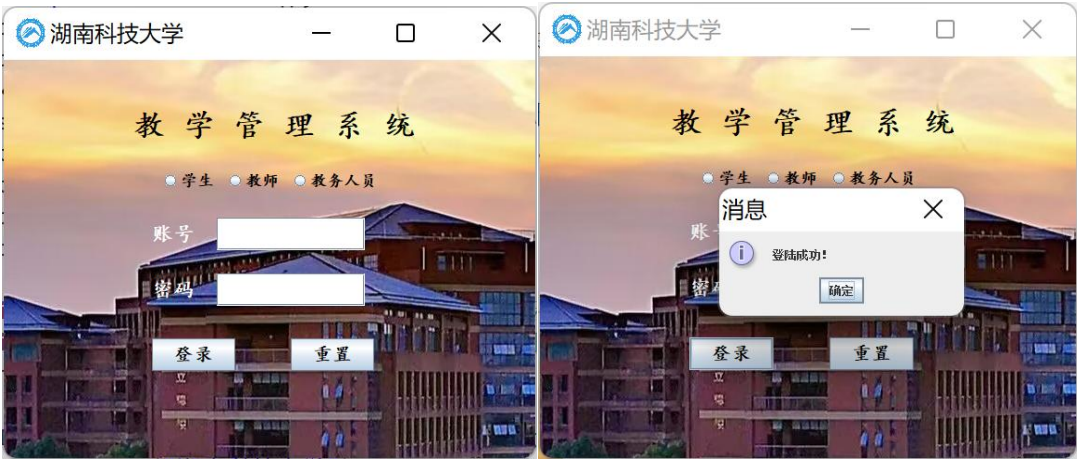 湖南科技大学
教学管理系统
学生 教师 教务人员
账号
密码
登录 重置
湖南科技大学
教学管理系统
学生 教师 教务人员
消息
账
登陆成功!
密
确定
登录 重置